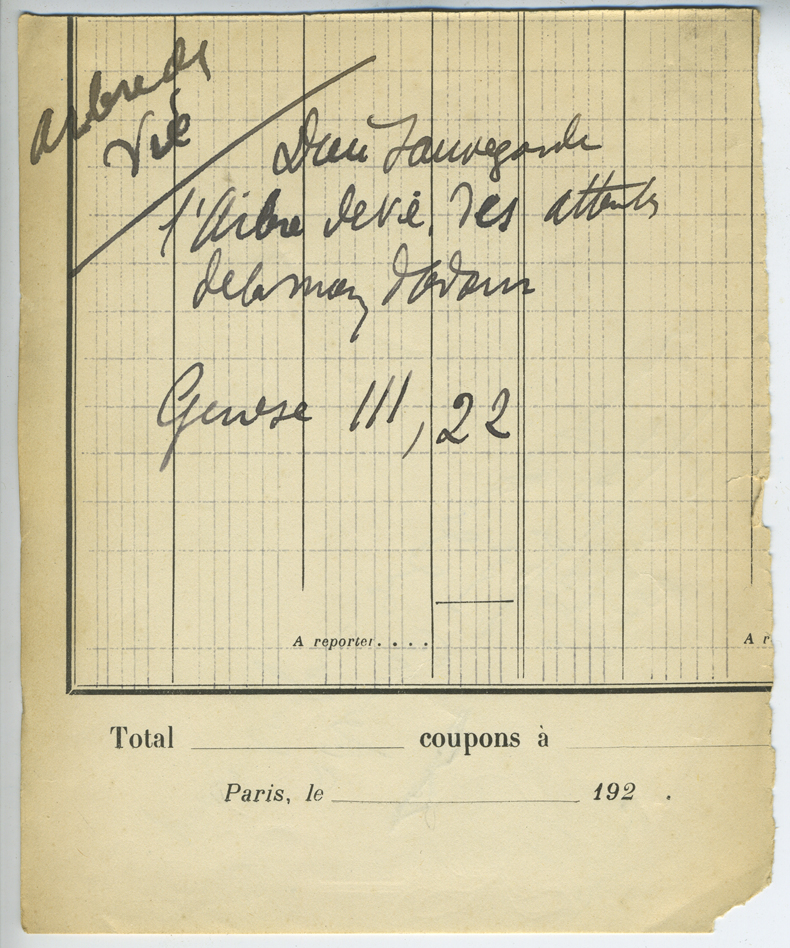 Arbre de
Vie
Dieu sauvegarde
l'Arbre de vie, des attentes
de la main d'Adam
Genèse III, 22
A reporter. . . .
A r
Total coupons à
Paris, le 192 .